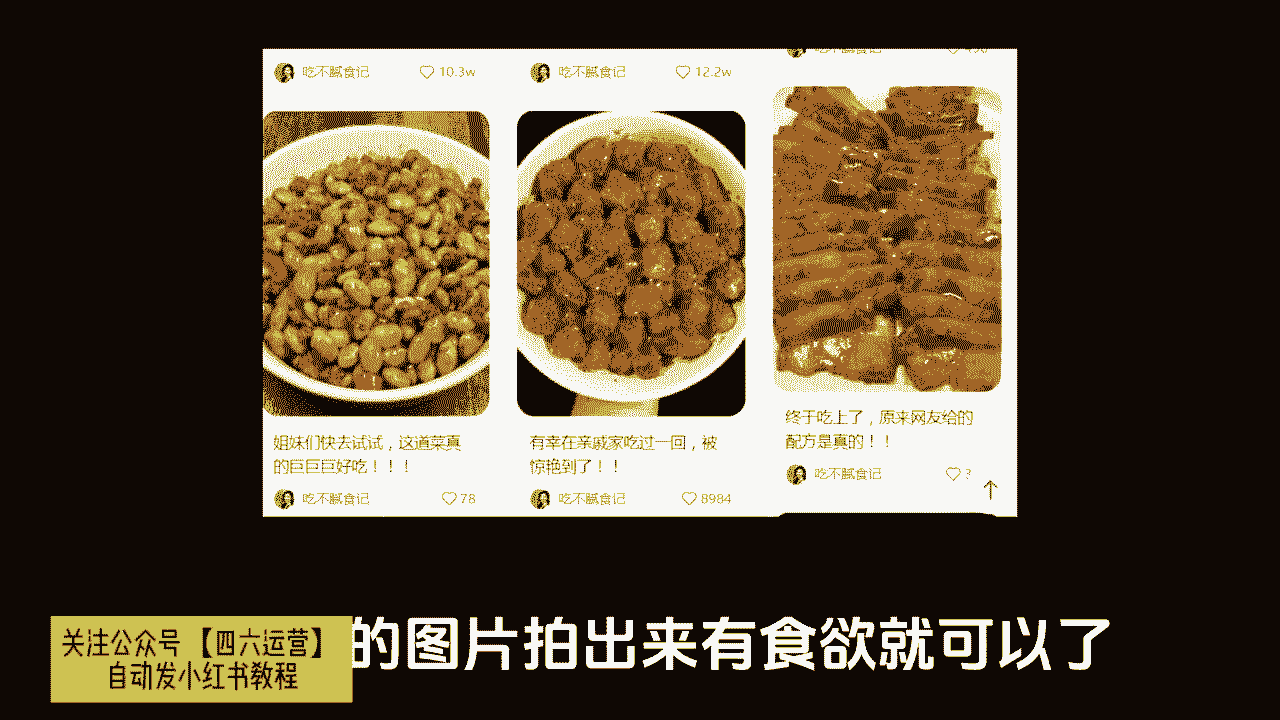 吃不腻食记 10.3w
吃不腻食记 12.2w
姐妹们快去试试，这道菜真
的巨巨巨好吃！！！
吃不腻食记 78
有幸在亲戚家吃过一回，被
惊艳到了！！
吃不腻食记 8984
终于吃上了，原来网友给的
配方是真的！！
吃不腻食记
关注公众号【四六运营】
自动发小红书教程
的图片拍出来有食欲就可以了